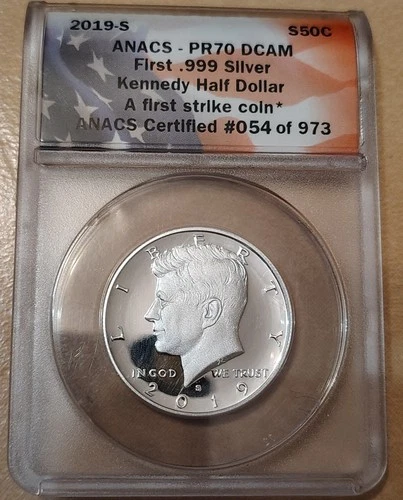 2019-S S50C
ANACS - PR70 DCAM
First .999 Silver
Kennedy Half Dollar
A first strike coin*
ANACS Certified #054 of 973
LIBERTY
IN GOD WE TRUST
S
2019